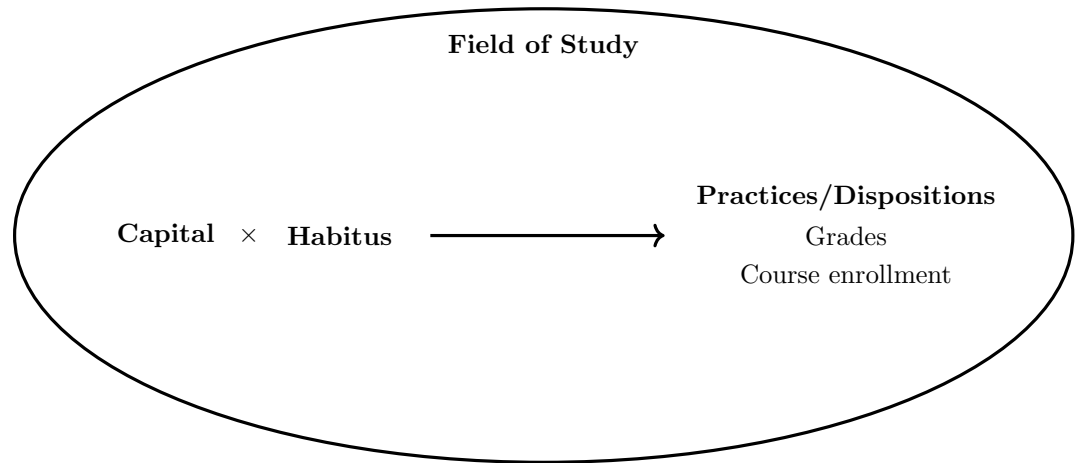 Field of Study
Practices/Dispositions
Capital × Habitus
Grades
Course enrollment